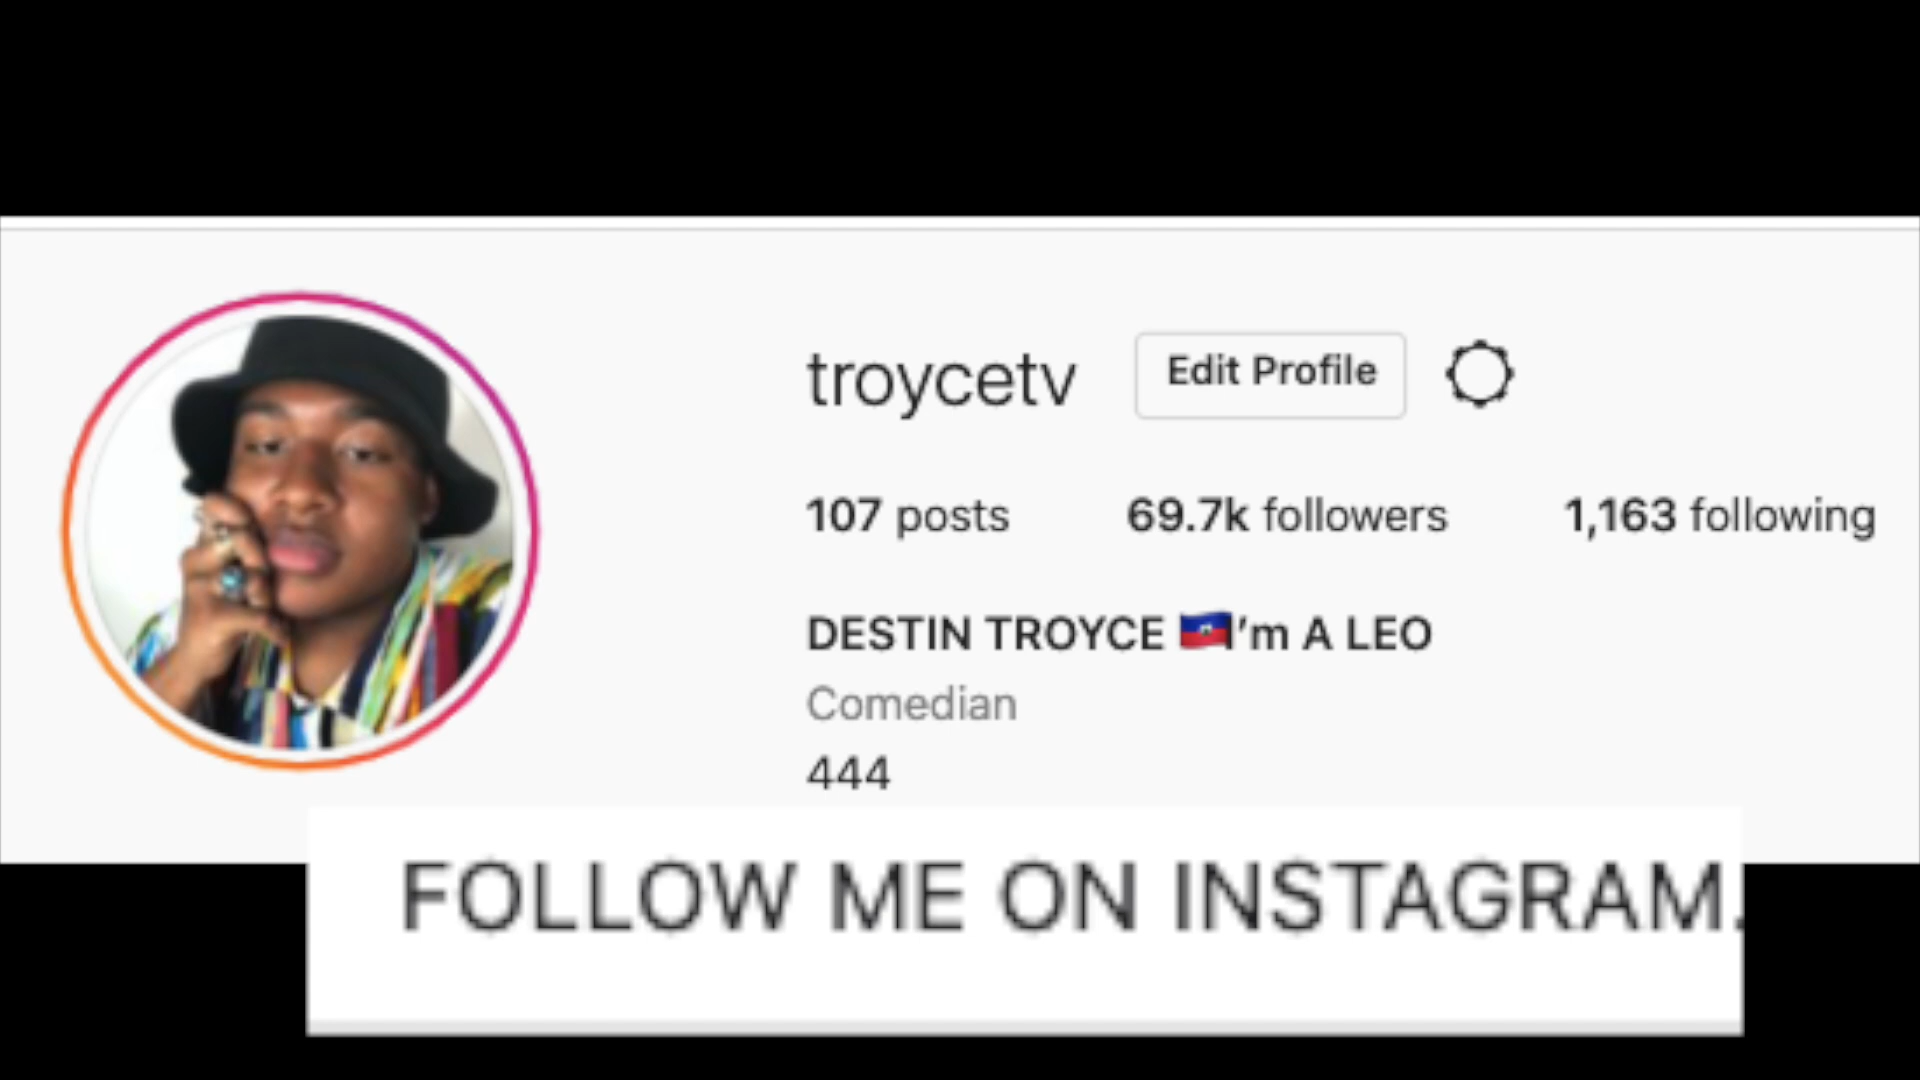 troycetv Edit Profile
107 posts 69.7k followers 1,163 following
DESTIN TROYCE 🇭🇹I'm A LEO
Comedian
444
FOLLOW ME ON INSTAGRAM.